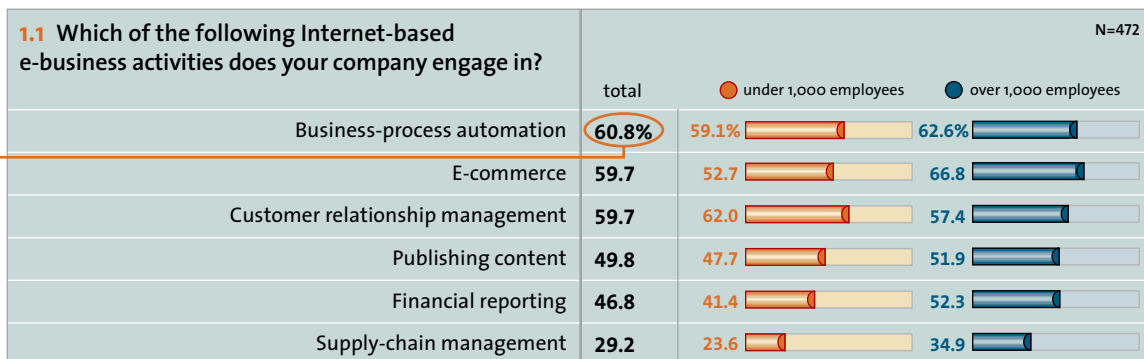 1.1 Which of the following Internet-based
e-business activities does your company engage in?
N=472
total under 1,000 employees over 1,000 employees
Business-process automation 60.8% 59.1% 62.6%
E-commerce 59.7 52.7 66.8
Customer relationship management 59.7 62.0 57.4
Publishing content 49.8 47.7 51.9
Financial reporting 46.8 41.4 52.3
Supply-chain management 29.2 23.6 34.9